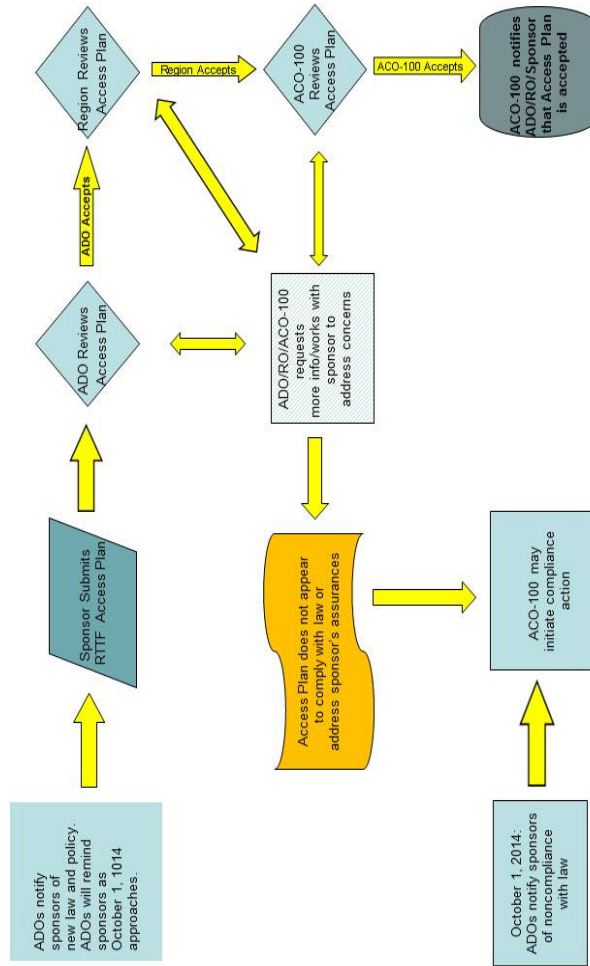 ADOs notify
sponsors of
new law and policy.
ADOs will remind
sponsors as
October 1, 1014
approaches.
Sponsor Submits
RTTF Access Plan
ADO Reviews
Access Plan
ADO Accepts
Region Reviews
Access Plan
Region Accepts
ACO-100
Reviews
Access Plan
ACO-100 Accepts
ACO-100 notifies
ADO/RO/Sponsor
that Access Plan
is accepted
ADO/RO/ACO-100
requests
more info/works with
sponsor to
address concerns
Access Plan does not appear
to comply with law or
address sponsor's assurances
October 1, 2014:
ADOs notify sponsors
of noncompliance
with law
ACO-100 may
initiate compliance
action